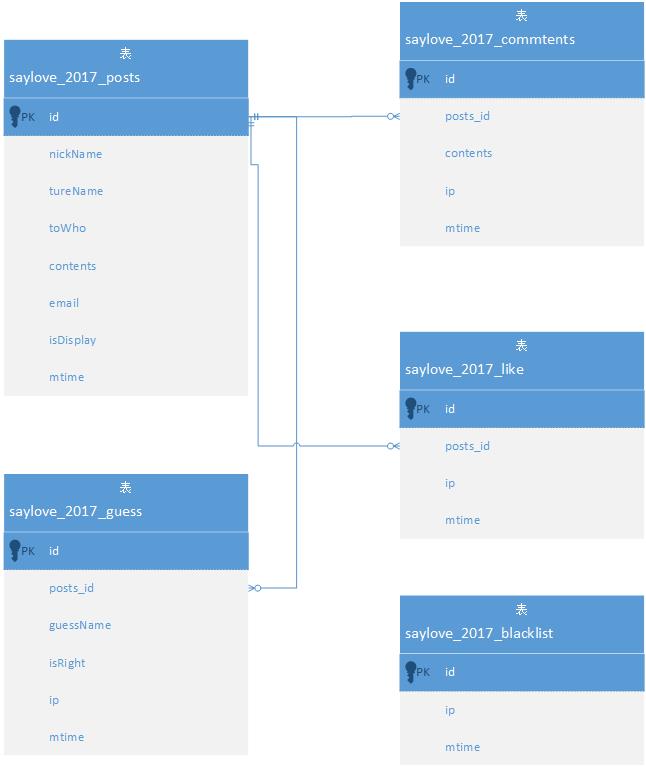 表
saylove_2017_posts
PK id
nickName
tureName
toWho
contents
email
isDisplay
mtime
表
saylove_2017_commtents
PK id
posts_id
contents
ip
mtime
表
saylove_2017_like
PK id
posts_id
ip
mtime
表
saylove_2017_guess
PK id
posts_id
guessName
isRight
ip
mtime
表
saylove_2017_blacklist
PK id
ip
mtime